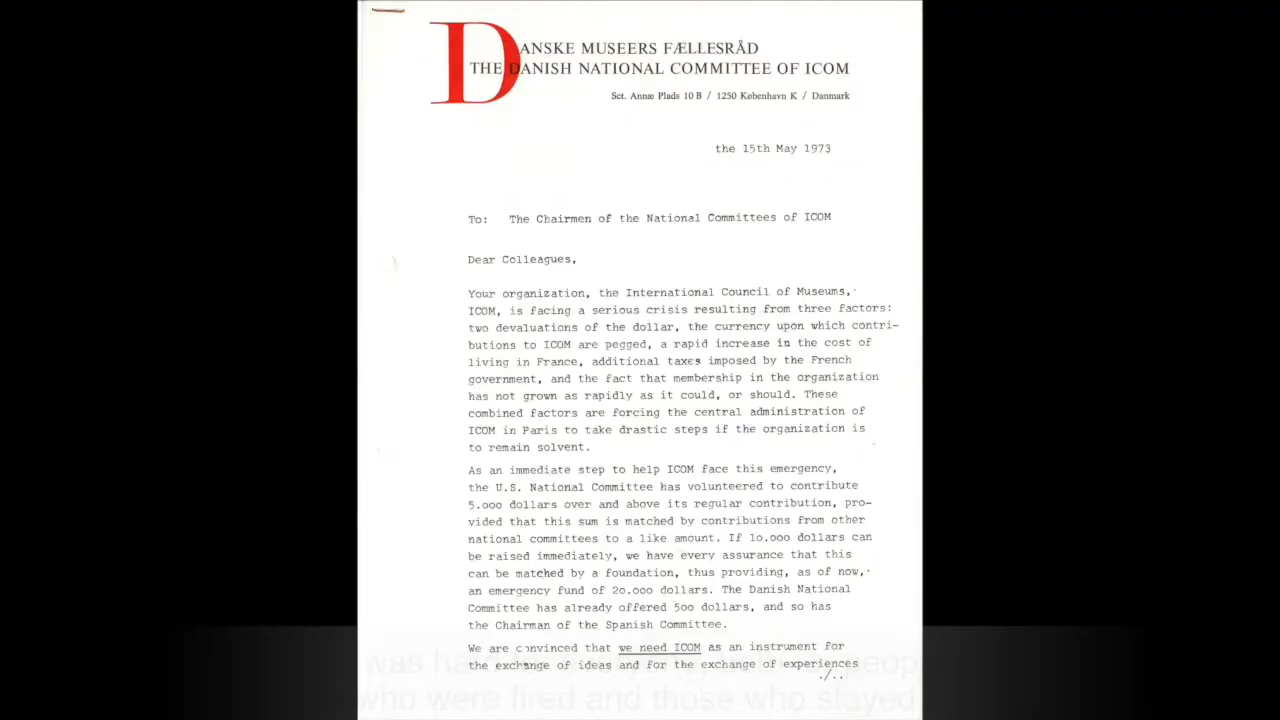 DANSKE MUSEERS FÆLLESRÅD
THE DANISH NATIONAL COMMITTEE OF ICOM
Sct. Annæ Plads 10 B / 1250 København K / Danmark
the 15th May 1973
To: The Chairmen of the National Committees of ICOM
Dear Colleagues,
Your organization, the International Council of Museums,
ICOM, is facing a serious crisis resulting from three factors:
two devaluations of the dollar, the currency upon which contri-
butions to ICOM are pegged, a rapid increase in the cost of
living in France, additional taxes imposed by the French
government, and the fact that membership in the organization
has not grown as rapidly as it could, or should. These
combined factors are forcing the central administration of
ICOM in Paris to take drastic steps if the organization is
to remain solvent.
As an immediate step to help ICOM face this emergency,
the U.S. National Committee has volunteered to contribute
5.000 dollars over and above its regular contribution, pro-
vided that this sum is matched by contributions from other
national committees to a like amount. If 10.000 dollars can
be raised immediately, we have every assurance that this
can be matched by a foundation, thus providing, as of now,
an emergency fund of 20.000 dollars. The Danish National
Committee has already offered 500 dollars, and so has
the Chairman of the Spanish Committee.
We are convinced that we need ICOM as an instrument for
the exchange of ideas and for the exchange of experiences
./..
was
who were fired and those who stayed